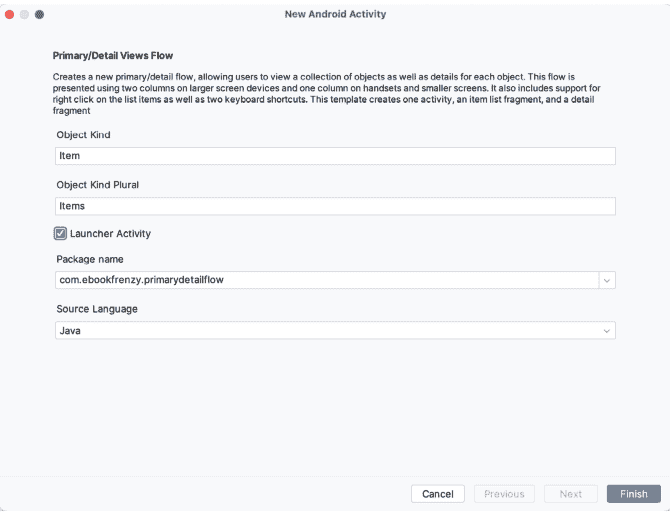 New Android Activity
Primary/Detail Views Flow
Creates a new primary/detail flow, allowing users to view a collection of objects as well as details for each object. This flow is
presented using two columns on larger screen devices and one column on handsets and smaller screens. It also includes support for
right click on the list items as well two keyboard shortcuts. This template creates one activity, an item list fragment, and a detail
fragment
Object Kind
Item
Object Kind Plural
Items
Launcher Activity
Package name
com.ebookfrenzy.primarydetailflow
Source Language
Java
Cancel Previous Next Finish